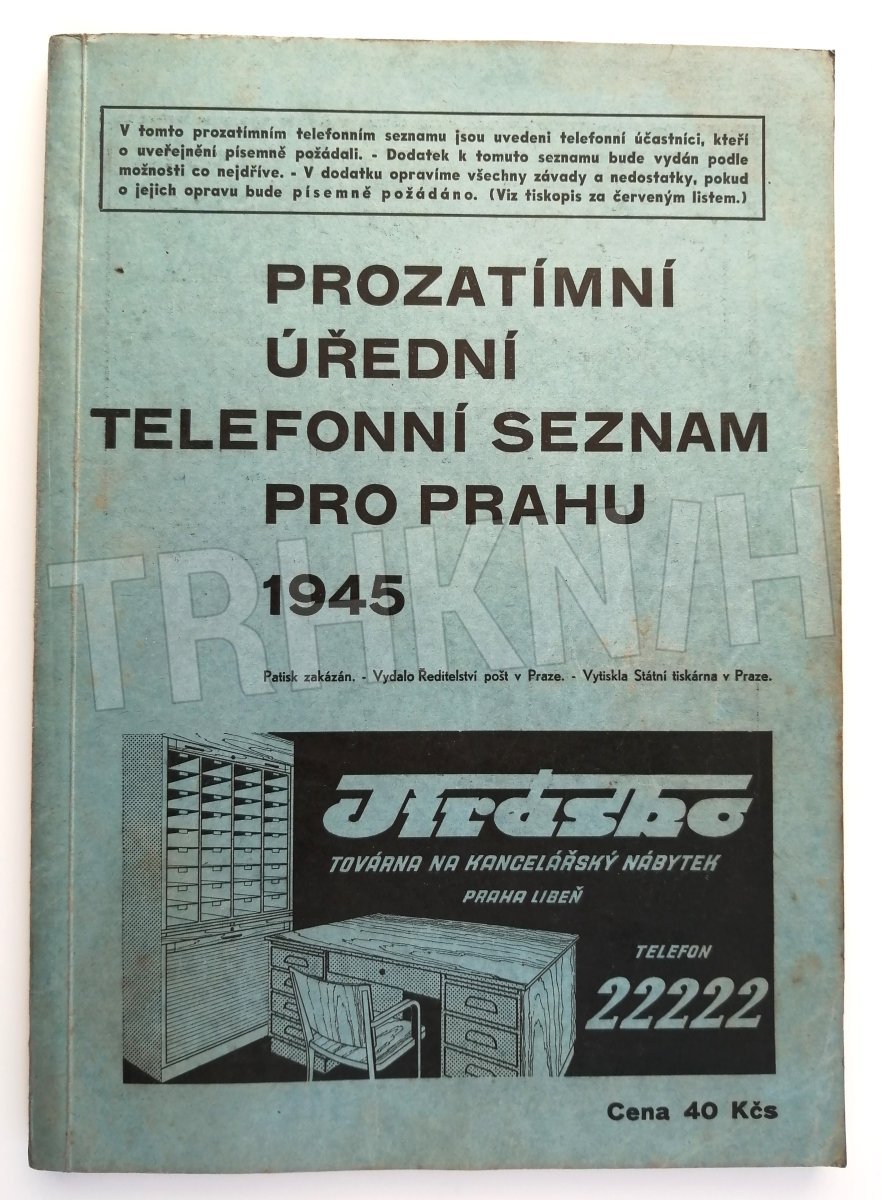 V tomto prozatímním telefonním seznamu jsou uvedeni telefonní účastníci, kteří
o uveřejnění písemně požádali. - Dodatek k tomuto seznamu bude vydán podle
možnosti co nejdříve. - V dodatku opravíme všechny závady a nedostatky, pokud
o jejich opravu bude písemně požádáno. (Viz tiskopis za červeným listem.)
PROZATÍMNÍ
ÚŘEDNÍ
TELEFONNÍ SEZNAM
PRO PRAHU
1945
TRHKNIH
Patisk zakázán. - Vydalo Ředitelství pošt v Praze. - Vytiskla Státní tiskárna v Praze.
Jirásko
TOVÁRNA NA KANCELÁŘSKÝ NÁBYTEK
PRAHA LIBEŇ
TELEFON
22222
Cena 40 Kčs